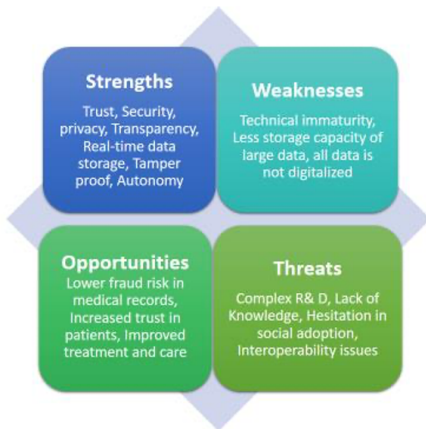 Strengths
Trust, Security,
privacy, Transparency,
Real-time data
storage, Tamper
proof, Autonomy
Weaknesses
Technical immaturity,
Less storage capacity of
large data, all data is
not digitalized
Opportunities
Lower fraud risk in
medical records,
Increased trust in
patients, Improved
treatment and care
Threats
Complex R& D, Lack of
Knowledge, Hesitation in
social adoption,
Interoperability issues